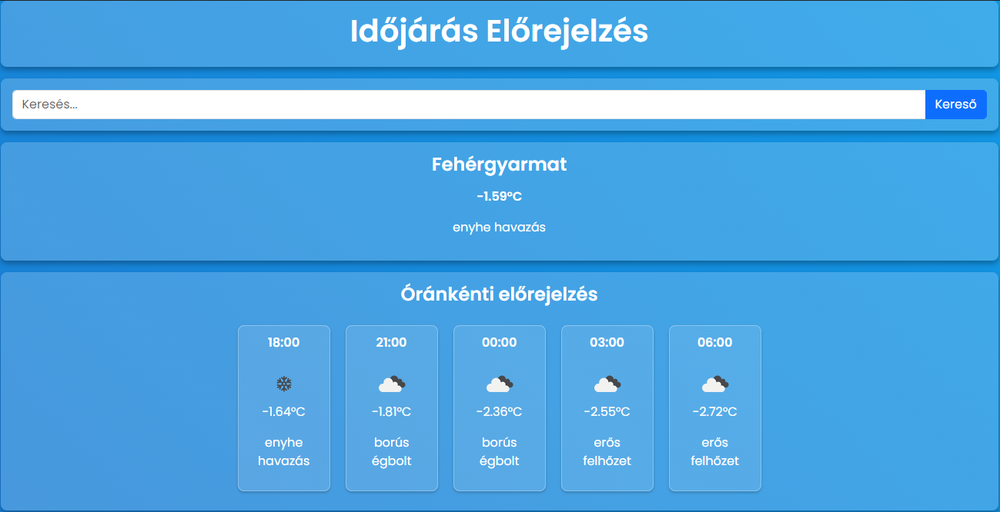 Időjárás Előrejelzés
Keresés...
Kereső
Fehérgyarmat
-1.59°C
enyhe havazás
Óránkénti előrejelzés
18:00
-1.64°C
enyhe
havazás
21:00
-1.81°C
borús
égbolt
00:00
-2.36°C
borús
égbolt
03:00
-2.55°C
erős
felhőzet
06:00
-2.72°C
erős
felhőzet